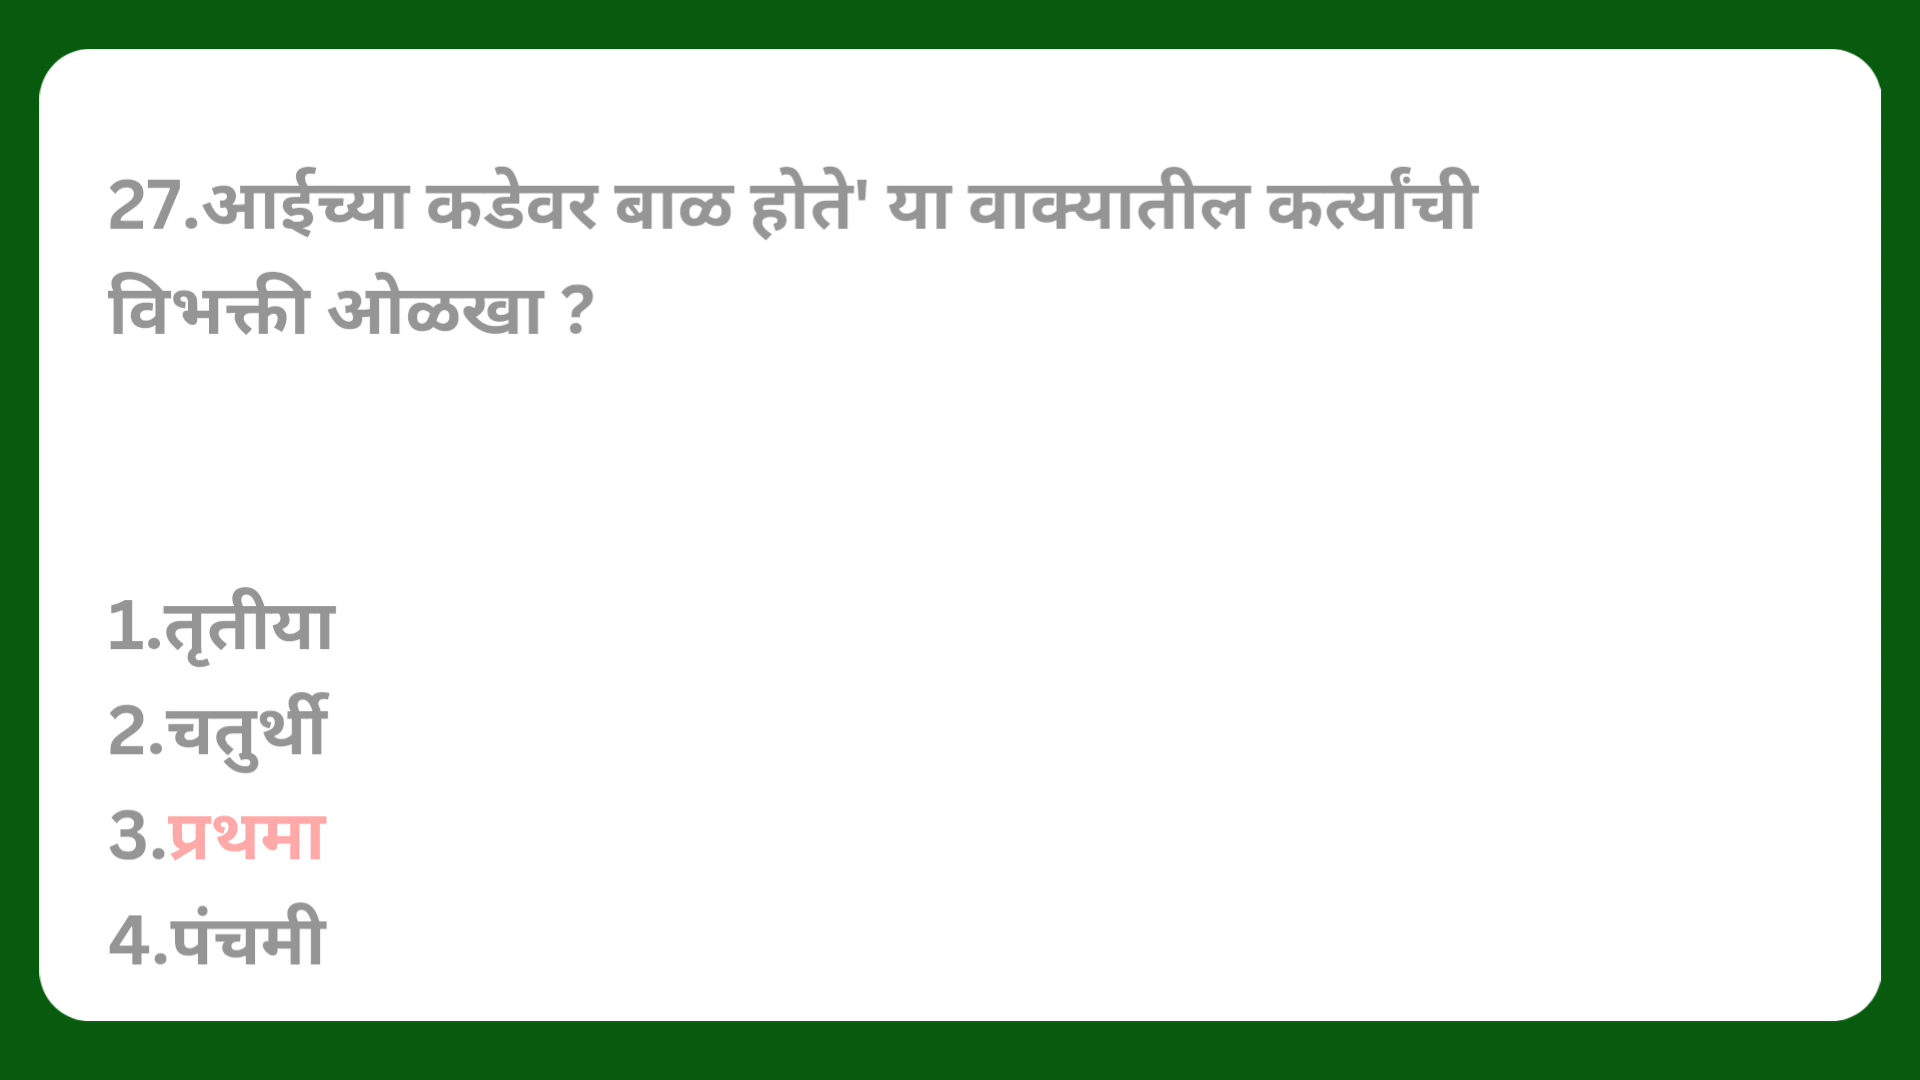 27.आईच्या कडेवर बाळ होते' या वाक्यातील कर्त्यांची
विभक्ती ओळखा ?
1.तृतीया
2.चतुर्थी
3.प्रथमा
4.पंचमी